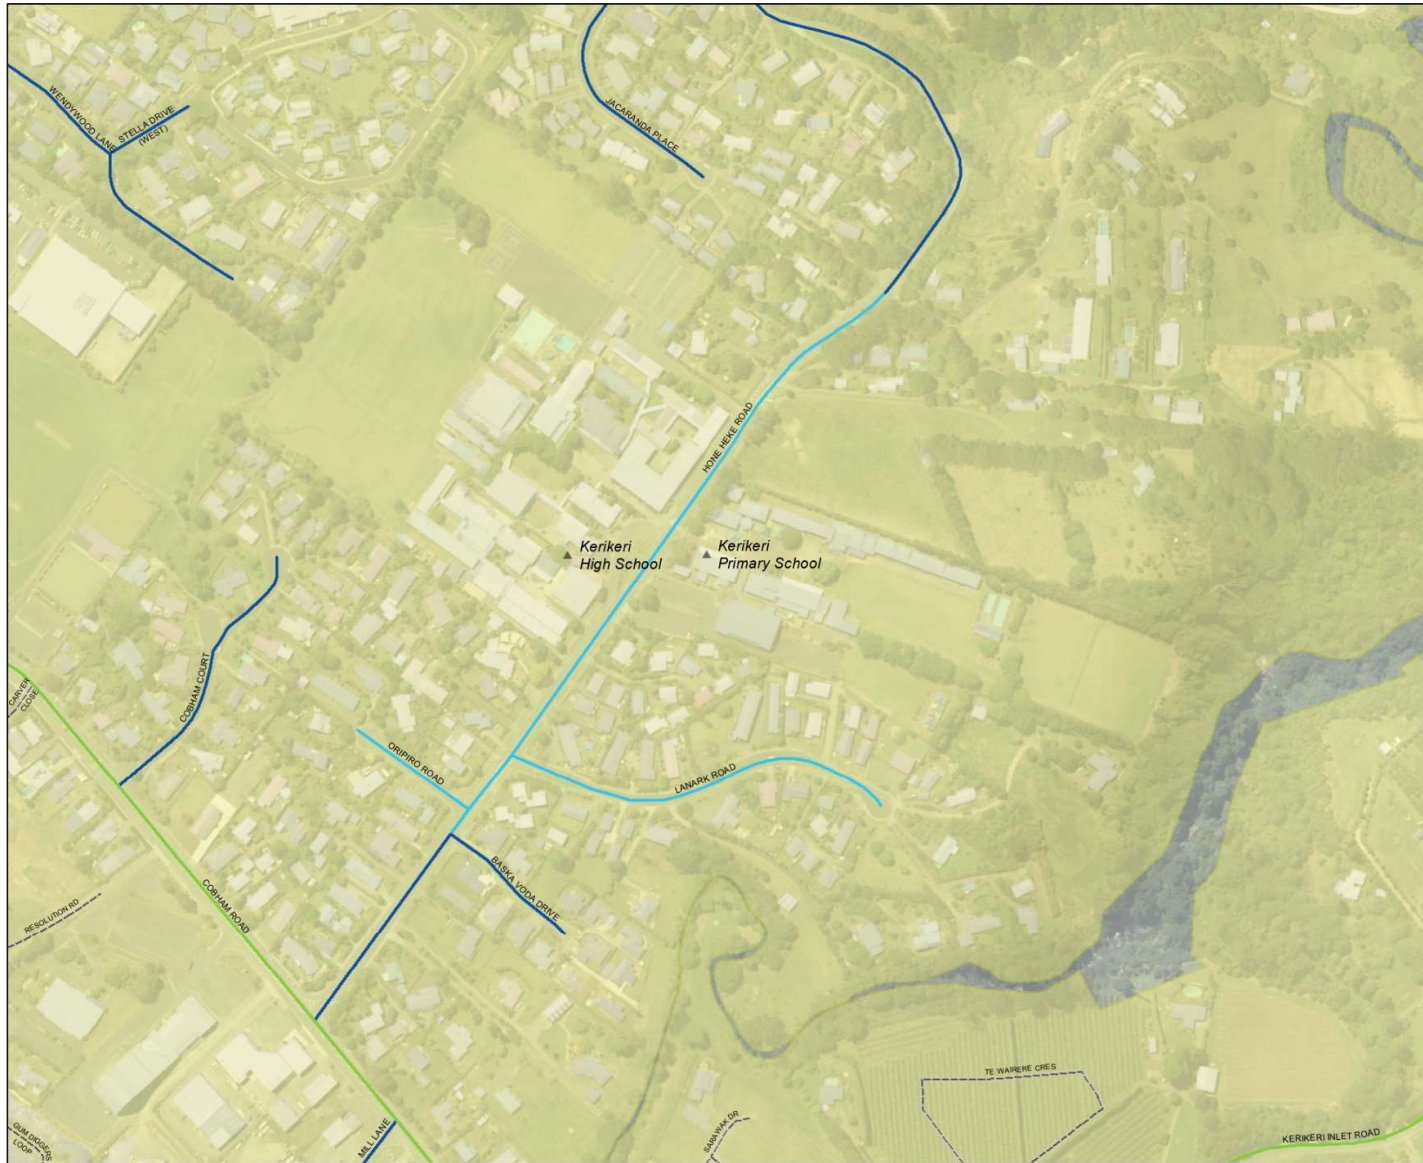 WENDYWOOD LANE
STELLA DRIVE
(WEST)
JACARANDA PLACE
HONE HEKE ROAD
Kerikeri
High School
Kerikeri
Primary School
COBHAM COURT
CARVER
CLOSE
ORIPIRO ROAD
LANARK ROAD
BASKA VODA DRIVE
COBHAM ROAD
RESOLUTION RD
TE WAIRERE CRES
SARAWAK DR
MILL LANE
GUM DIGGERS
LOOP
KERIKERI INLET ROAD